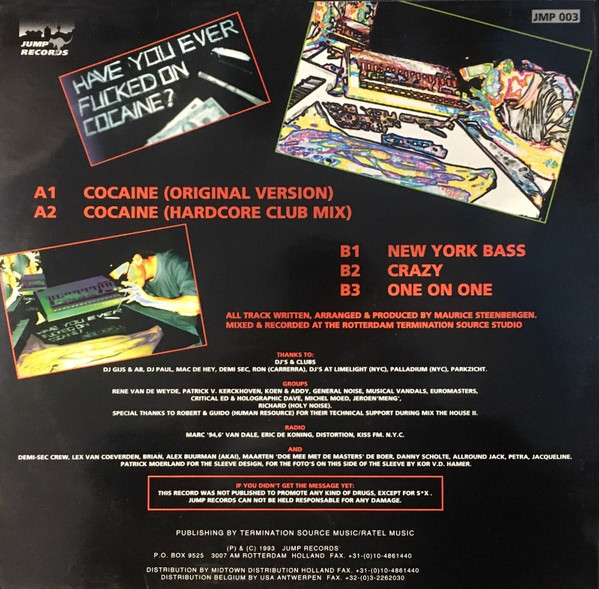 JUMP
RECORDS
JMP 003
HAVE YOU EVER
FUCKED ON
COCAINE?
A1 COCAINE (ORIGINAL VERSION)
A2 COCAINE (HARDCORE CLUB MIX)
B1 NEW YORK BASS
B2 CRAZY
B3 ONE ON ONE
HAVE YOU EVER
FUCKED ON
COCAINE
ALL TRACK WRITTEN, ARRANGED & PRODUCED BY MAURICE STEENBERGEN.
MIXED & RECORDED AT THE ROTTERDAM TERMINATION SOURCE STUDIO
THANKS TO:
DJ'S & CLUBS
DJ GIJS & AB, DJ PAUL, MAC DE HEY, DEMI SEC, RON (CARRERRA), DJ'S AT LIMELIGHT (NYC), PALLADIUM (NYC), PARKZICHT.
GROUPS
RENE VAN DE WEYDE, PATRICK V. KERCKHOVEN, KOEN & ADDY, GENERAL NOISE, MUSICAL VANDALS, EUROMASTERS,
CRITICAL ED & HOLOGRAPHIC DAVE, MICHEL MOED, JEROEN'MENG',
RICHARD (HOLY NOISE).
SPECIAL THANKS TO ROBERT & GUIDO (HUMAN RESOURCE) FOR THEIR TECHNICAL SUPPORT DURING MIX THE HOUSE II.
RADIO
MARC '94,6' VAN DALE, ERIC DE KONING, DISTORTION, KISS FM. N.Y.C.
AND
DEMI-SEC CREW, LEX VAN COEVERDEN, BRIAN, ALEX BUURMAN (AKAI), MAARTEN 'DOE MEE MET DE MASTERS' DE BOER, DANNY SCHOLTE, ALLROUND JACK, PETRA, JACQUELINE.
PATRICK MOERLAND FOR THE SLEEVE DESIGN, FOR THE FOTO'S ON THIS SIDE OF THE SLEEVE BY KOR V.D. HAMER.
IF YOU DIDN'T GET THE MESSAGE YET:
THIS RECORD WAS NOT PUBLISHED TO PROMOTE ANY KIND OF DRUGS, EXCEPT FOR S*X .
JUMP RECORDS CAN NOT BE HELD RESPONSABLE FOR ANY DAMAGE.
PUBLISHING BY TERMINATION SOURCE MUSIC/RATEL MUSIC
(P) & (C) 1993 JUMP RECORDS
P.O. BOX 9525 3007 AM ROTTERDAM HOLLAND FAX. +31-(0)10-4861440
DISTRIBUTION BY MIDTOWN DISTRIBUTION HOLLAND FAX. +31-(0)10-4861440
DISTRIBUTION BELGIUM BY USA ANTWERPEN FAX. +32-(0)3-2262030